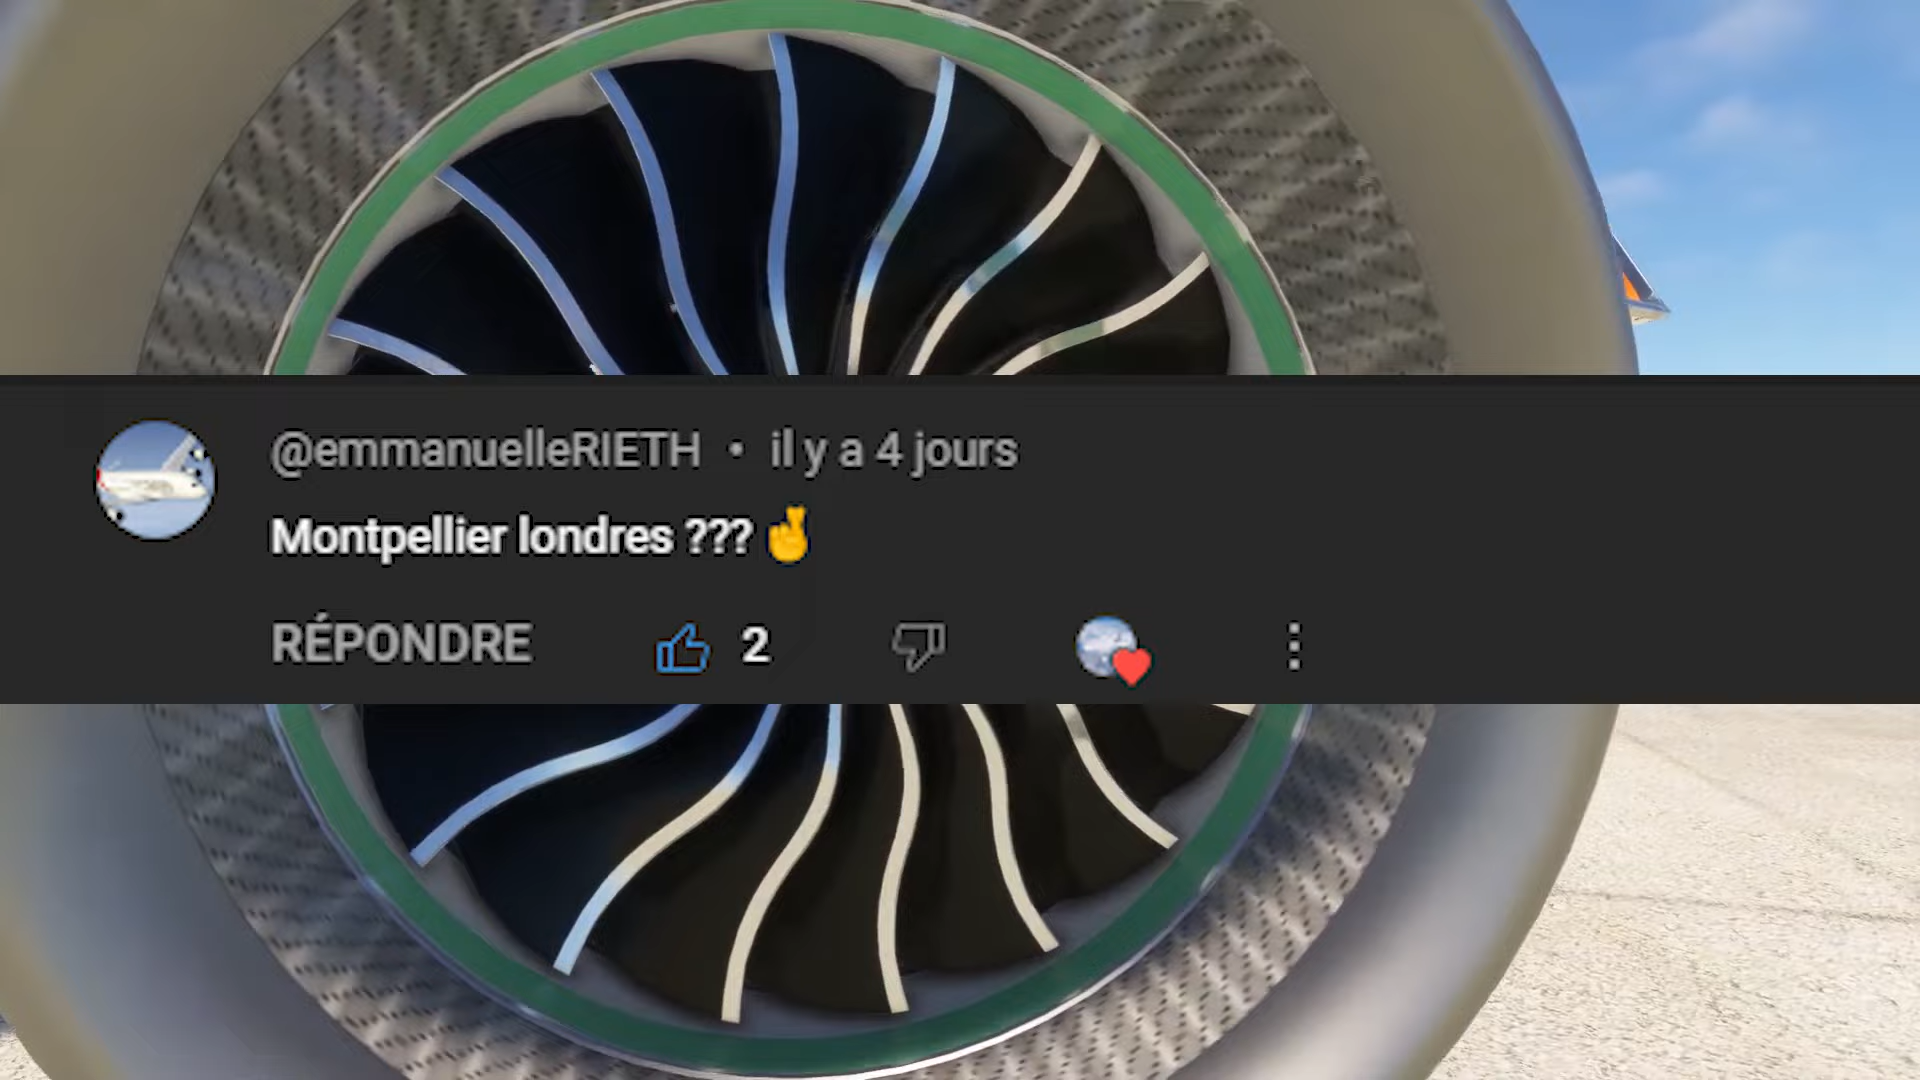 @emmanuelleRIETH • il y a 4 jours
Montpellier londres ??? 🤞
RÉPONDRE 2